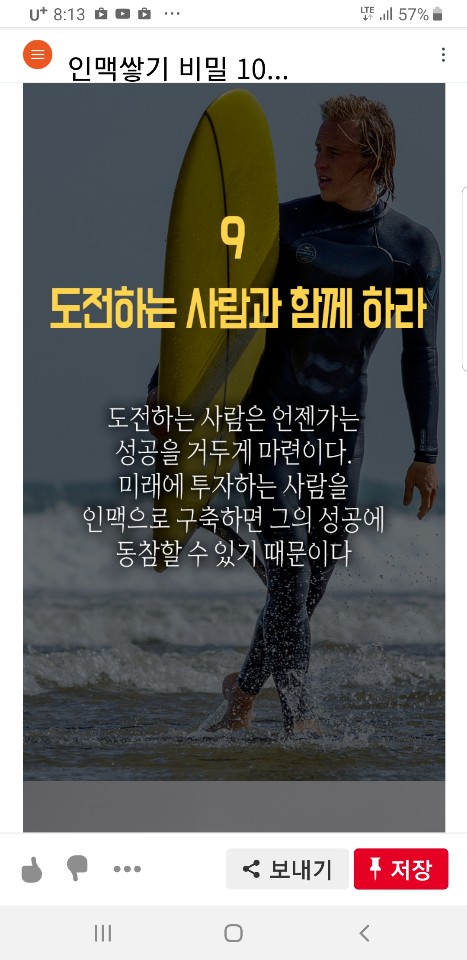 U+ 8:13 LTE 57%
인맥쌓기 비밀 10...
9
도전하는 사람과 함께 하라
도전하는 사람은 언젠가는
성공을 거두게 마련이다.
미래에 투자하는 사람을
인맥으로 구축하면 그의 성공에
동참할 수 있기 때문이다
보내기 저장